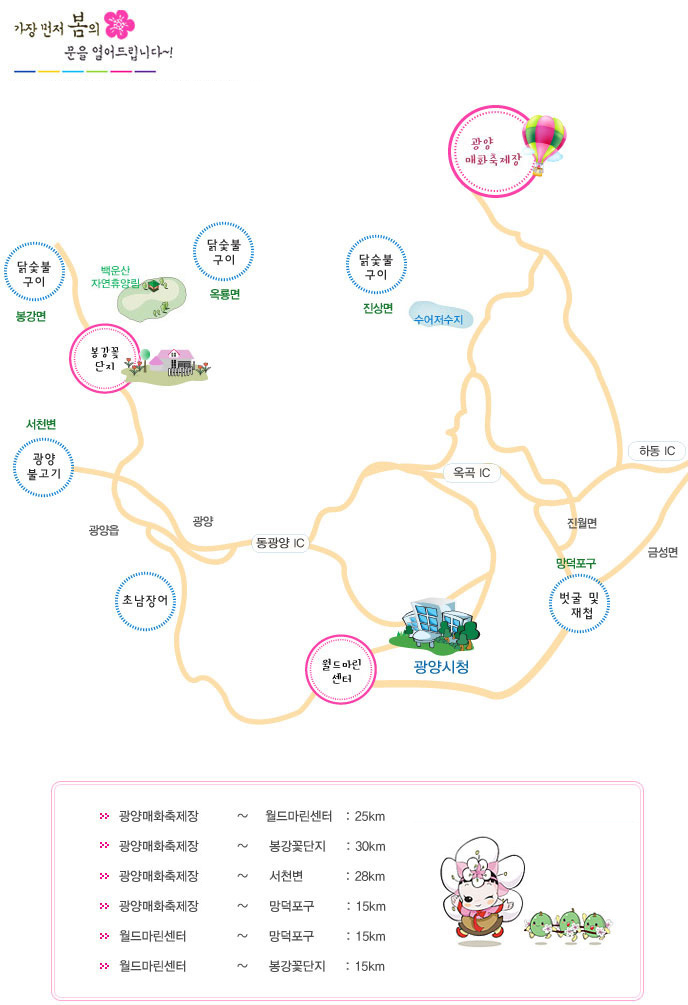 가장 먼저 봄의
문을 열어드립니다~!
광양
매화축제장
닭숯불
구이
옥룡면
닭숯불
구이
봉강면
백운산
자연휴양림
닭숯불
구이
진상면
수어저수지
봉강꽃
단지
서천변
광양
불고기
하동 IC
옥곡 IC
광양읍
광양
동광양 IC
진월면
금성면
망덕포구
초남장어
벗굴 및
재첩
광양시청
월드마린
센터
광양매화축제장 ~ 월드마린센터 : 25km
광양매화축제장 ~ 봉강꽃단지 : 30km
광양매화축제장 ~ 서천변 : 28km
광양매화축제장 ~ 망덕포구 : 15km
월드마린센터 ~ 망덕포구 : 15km
월드마린센터 ~ 봉강꽃단지 : 15km